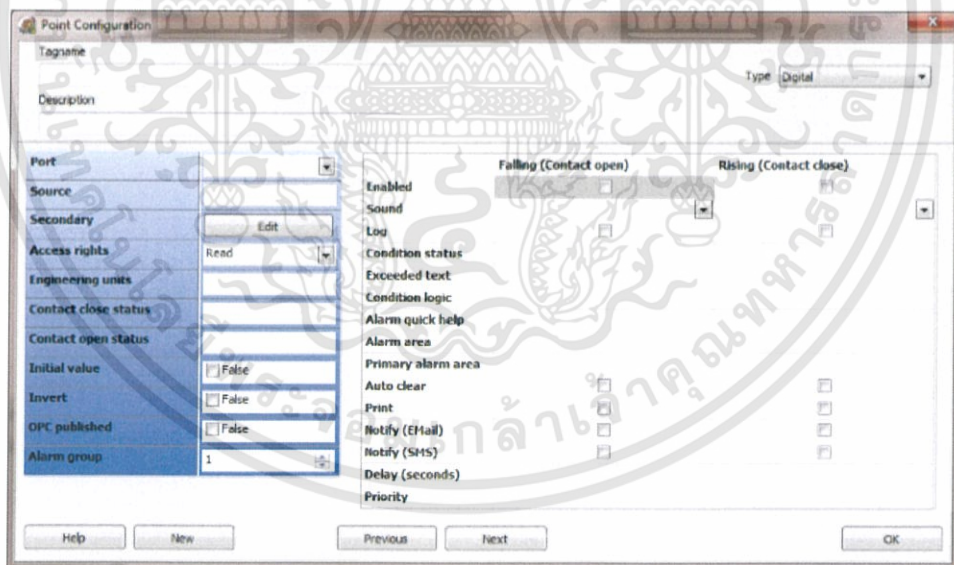 Point Configuration
Tagname
Type Digital
Description
Port
Source
Secondary Edit
Access rights Read
Engineering units
Contact close status
Contact open status
Initial value False
Invert False
OPC published False
Alarm group 1
Falling (Contact open) Rising (Contact close)
Enabled
Sound
Log
Condition status
Exceeded text
Condition logic
Alarm quick help
Alarm area
Primary alarm area
Auto clear
Print
Notify (EMail)
Notify (SMS)
Delay (seconds)
Priority
Help New Previous Next OK